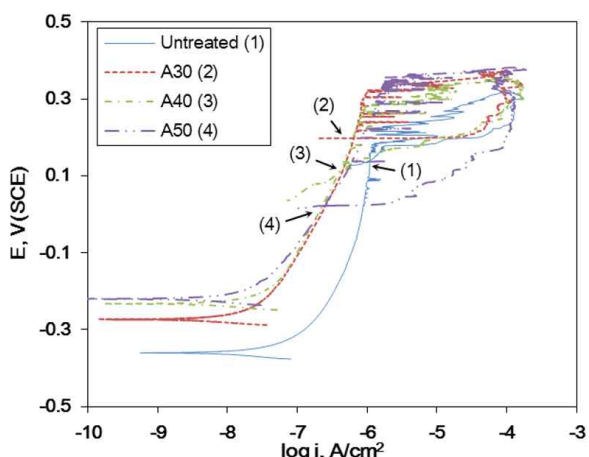 0.5
0.3
0.1
-0.1
-0.3
-0.5
E, V(SCE)
Untreated (1)
A30 (2)
A40 (3)
A50 (4)
(2)
(3)
(1)
(4)
-10 -9 -8 -7 -6 -5 -4 -3
log i, A/cm²